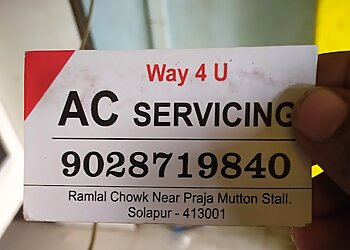 Way 4 U
AC SERVICING
9028719840
Ramlal Chowk Near Praja Mutton Stall.
Solapur - 413001